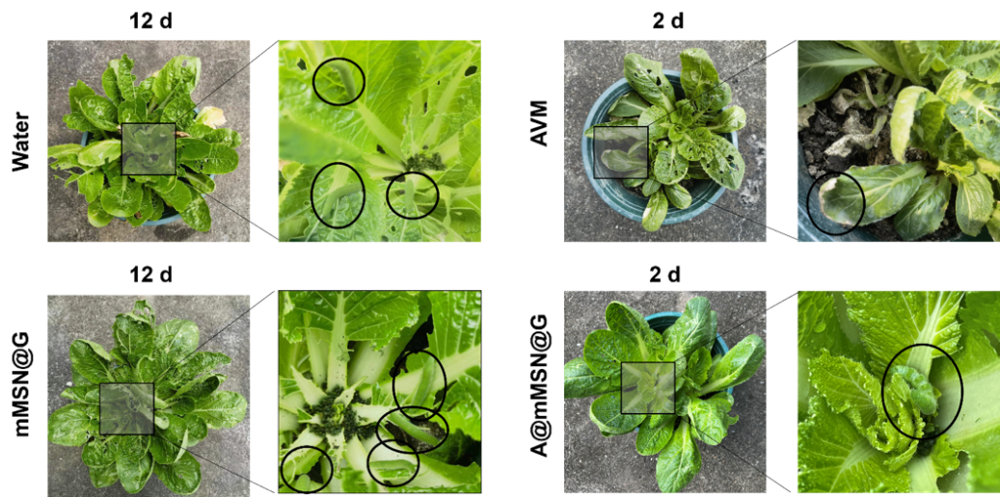 12 d
2 d
Water
AVM
12 d
2 d
mMSN@G
A@mMSN@G